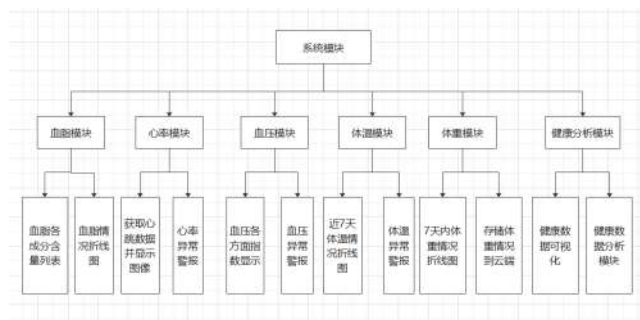 系统模块
血脂模块
心率模块
血压模块
体温模块
体重模块
健康分析模块
血脂各
成分含
量列表
血脂情
况折线
图
获取心
跳数据
并显示
图像
心率
异常
警报
血压各
方面指
数显示
血压
异常
警报
近7天
体温情
况折线
图
体温
异常
警报
7天内体
重情况
折线图
存储体
重情况
到云端
健康数
据可视
化
健康数
据分析
模块